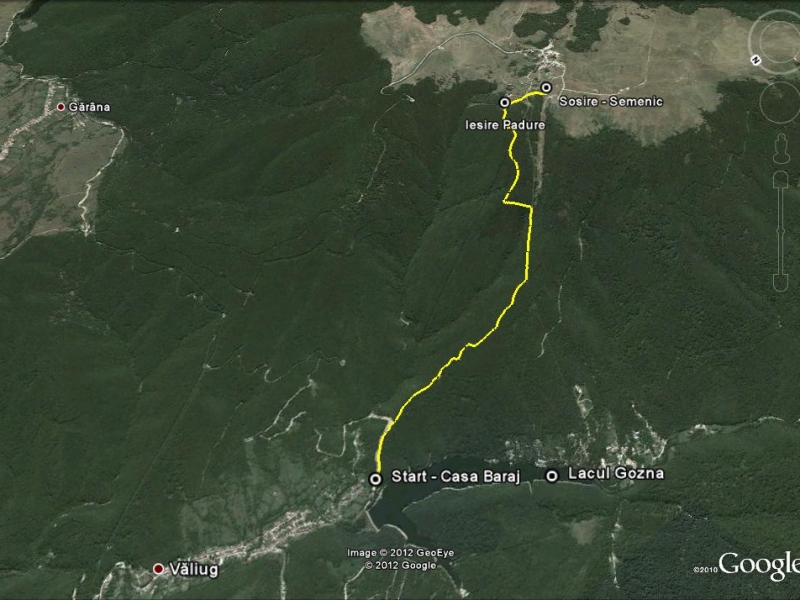 N
Gărâna
Sosire - Semenic
Iesire Padure
Start - Casa Baraj
Lacul Gozna
Văliug
Image © 2012 GeoEye
© 2012 Google
©2010 Google